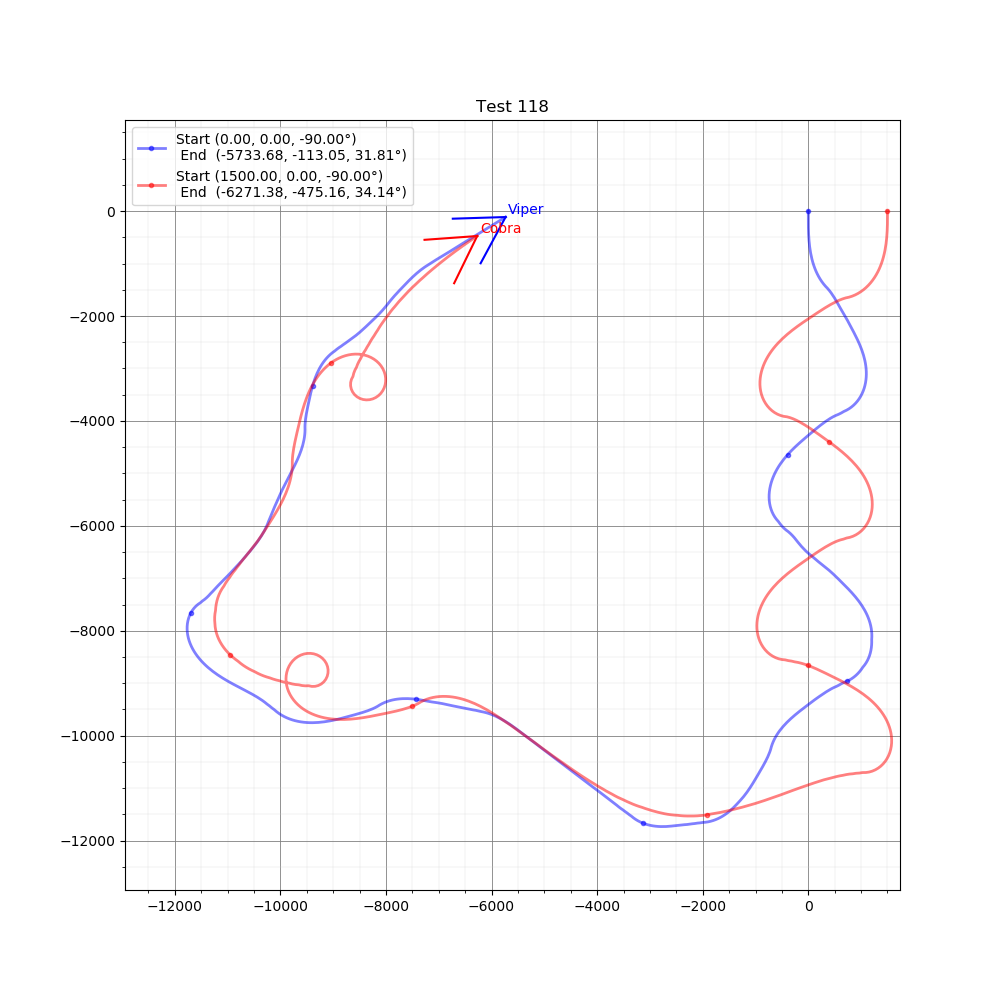 Test 118
Start (0.00, 0.00, -90.00°)
End  (-5733.68, -113.05, 31.81°)
Start (1500.00, 0.00, -90.00°)
End  (-6271.38, -475.16, 34.14°)
Viper
Cobra
0
−2000
−4000
−6000
−8000
−10000
−12000
−12000 −10000 −8000 −6000 −4000 −2000 0